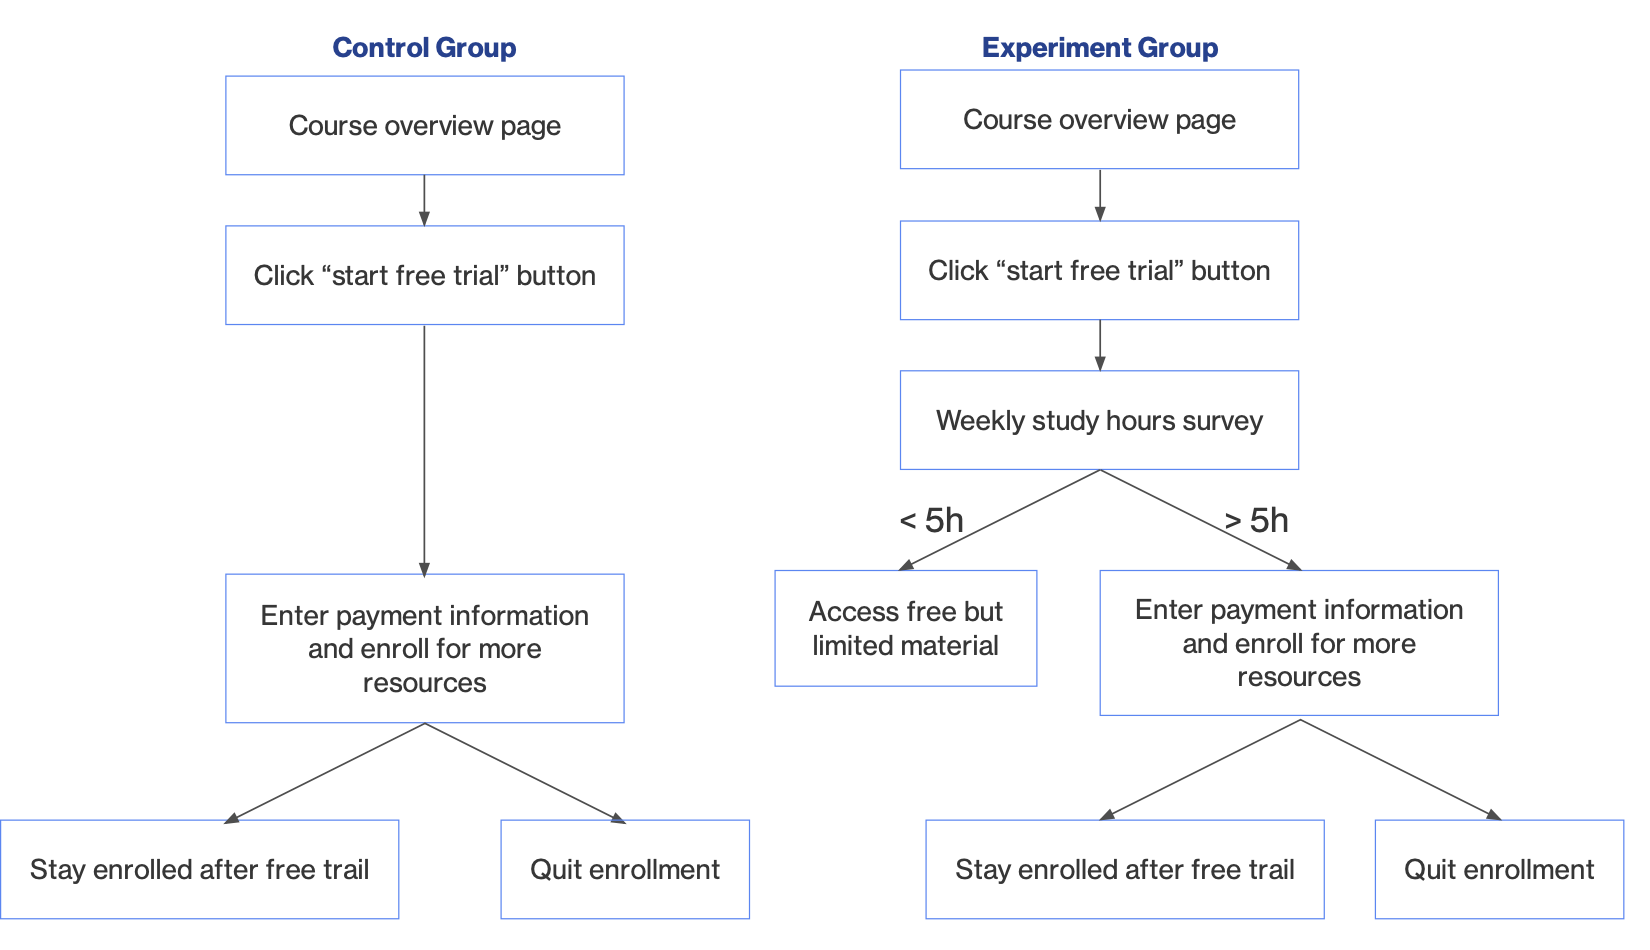 Control Group
Course overview page
Click “start free trial” button
Enter payment information
and enroll for more
resources
Stay enrolled after free trail
Quit enrollment
Experiment Group
Course overview page
Click “start free trial” button
Weekly study hours survey
< 5h
> 5h
Access free but
limited material
Enter payment information
and enroll for more
resources
Stay enrolled after free trail
Quit enrollment